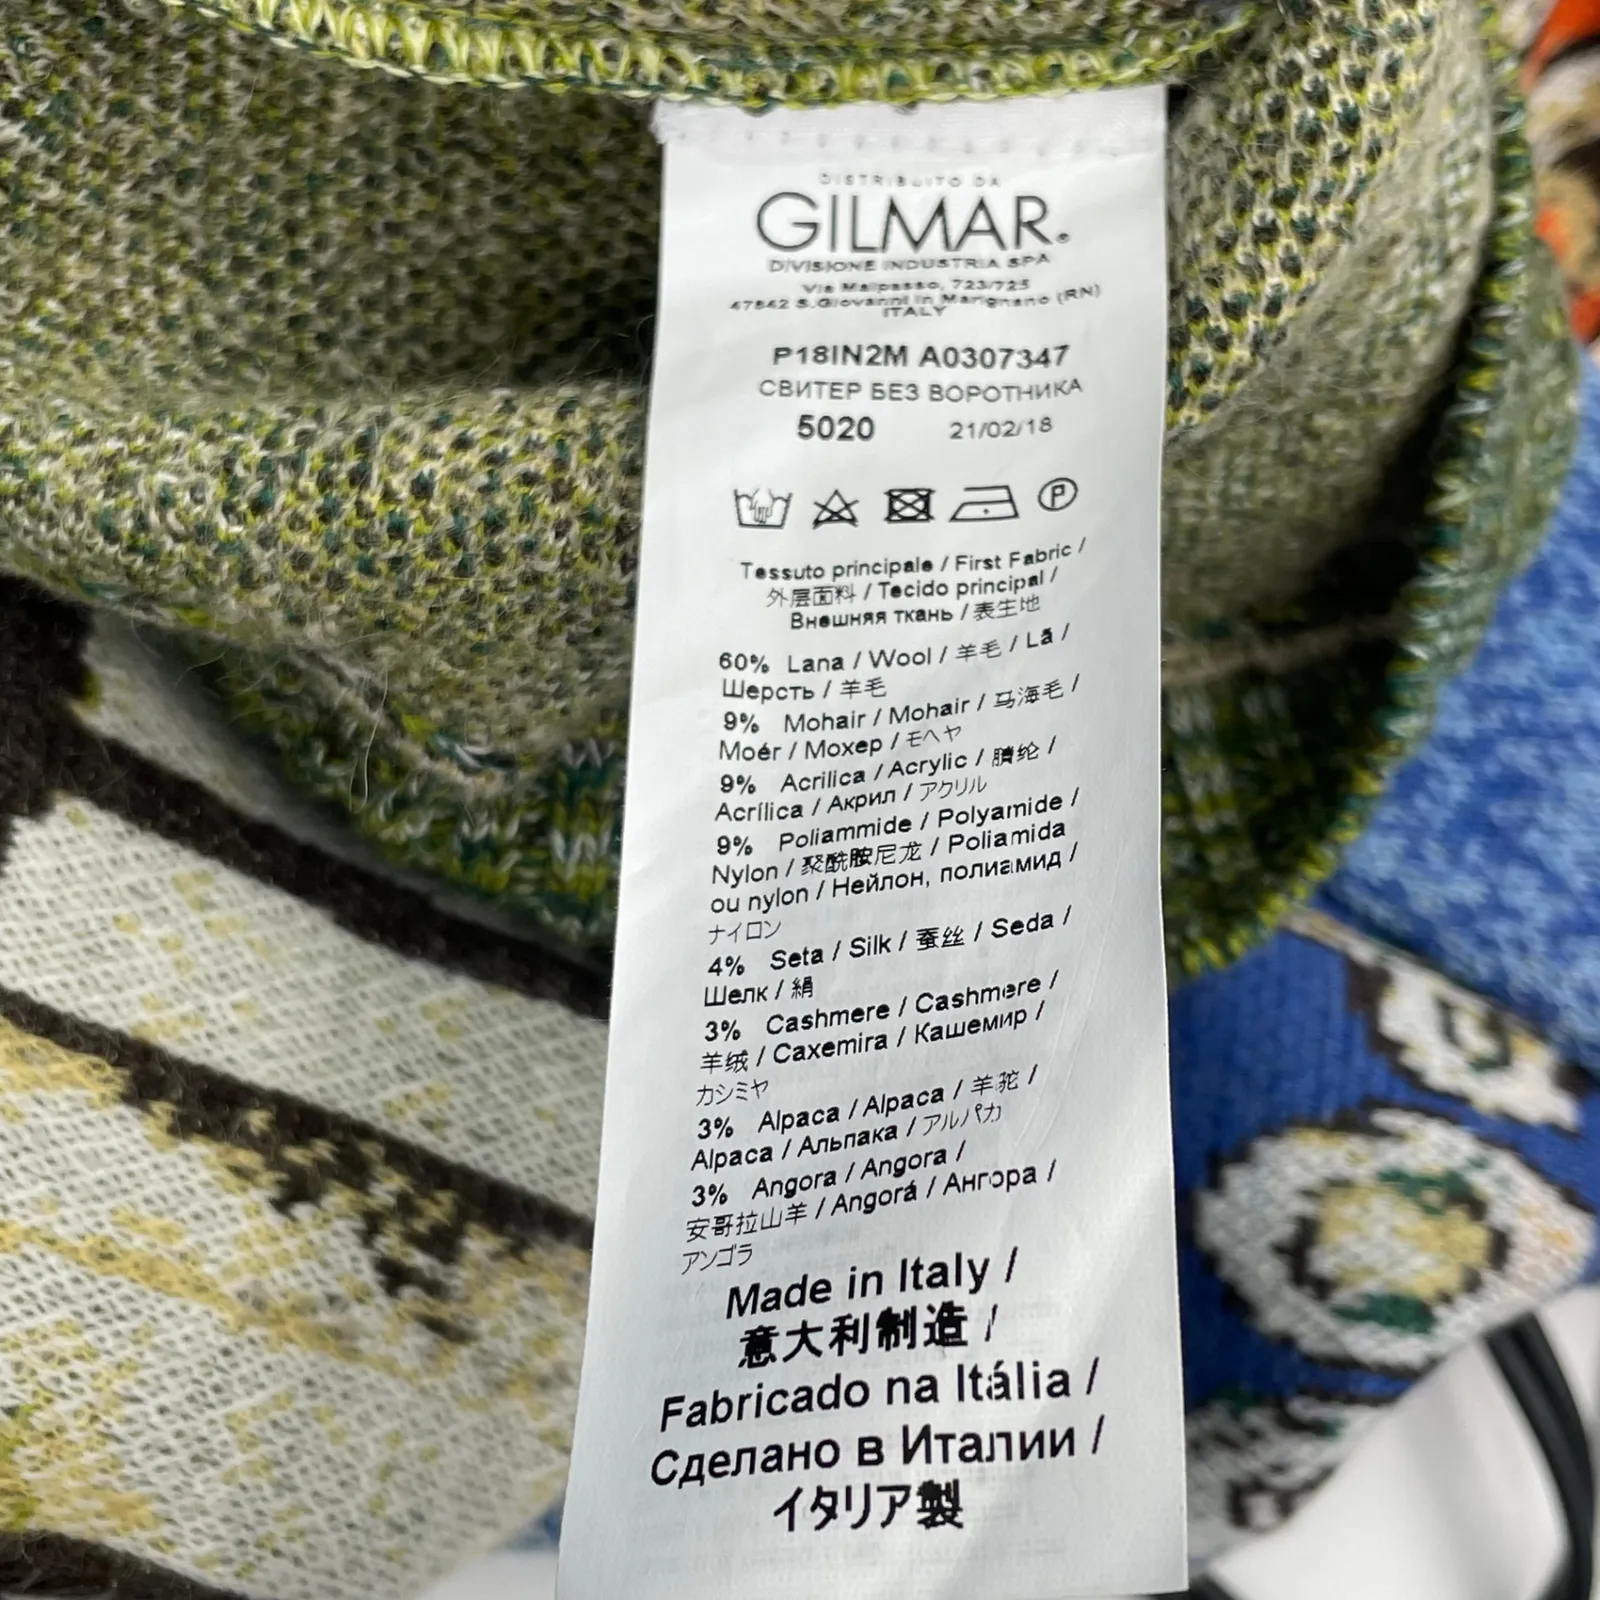 DISTRIBUITO DA
GILMAR®
DIVISIONE INDUSTRIA SPA
Via Malpasso, 723/725
47842 S.Giovanni in Marignano (RN)
ITALY
P18IN2M A0307347
СВИТЕР БЕЗ ВОРОТНИКА
5020 21/02/18
P
Tessuto principale / First Fabric /
外层面料 / Tecido principal /
Внешняя ткань / 表生地
60% Lana / Wool / 羊毛 / Lã /
Шерсть / 羊毛
9% Mohair / Mohair / 马海毛 /
Moér / Мохер / モヘヤ
9% Acrilica / Acrylic / 腈纶 /
Acrílica / Акрил / アクリル
9% Poliammide / Polyamide /
Nylon / 聚酰胺尼龙 / Poliamida
ou nylon / Нейлон, полиамид /
ナイロン
4% Seta / Silk / 蚕丝 / Seda /
Шелк / 絹
3% Cashmere / Cashmere /
羊绒 / Caxemira / Кашемир /
カシミヤ
3% Alpaca / Alpaca / 羊驼 /
Alpaca / Альпака / アルパカ
3% Angora / Angora /
安哥拉山羊 / Angorá / Ангора /
アンゴラ
Made in Italy /
意大利制造 /
Fabricado na Itália /
Сделано в Италии /
イタリア製